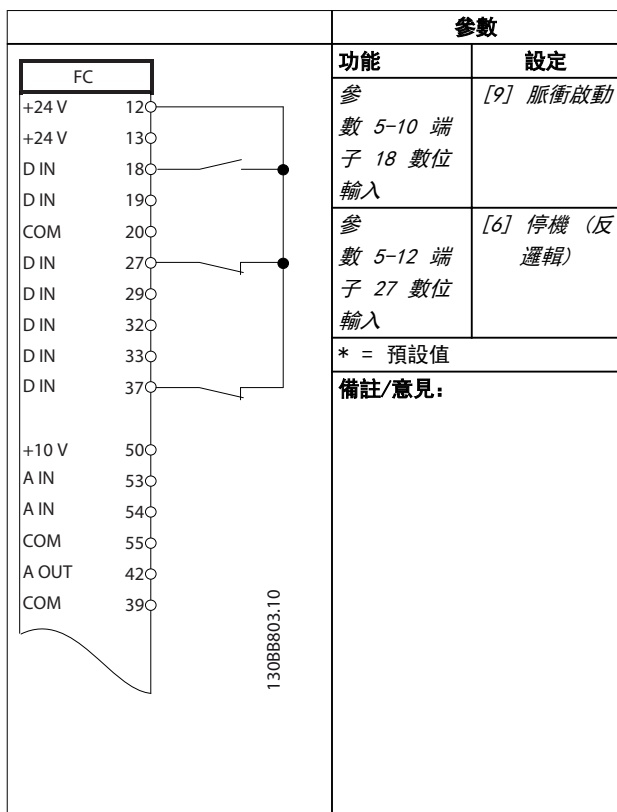 參數
功能 設定
參
數 5-10 端
子 18 數位
輸入
[9] 脈衝啟動
參
數 5-12 端
子 27 數位
輸入
[6] 停機 (反
邏輯)
* = 預設值
備註/意見:
FC
+24 V 12
+24 V 13
D IN 18
D IN 19
COM 20
D IN 27
D IN 29
D IN 32
D IN 33
D IN 37
+10 V 50
A IN 53
A IN 54
COM 55
A OUT 42
COM 39
130BB803.10